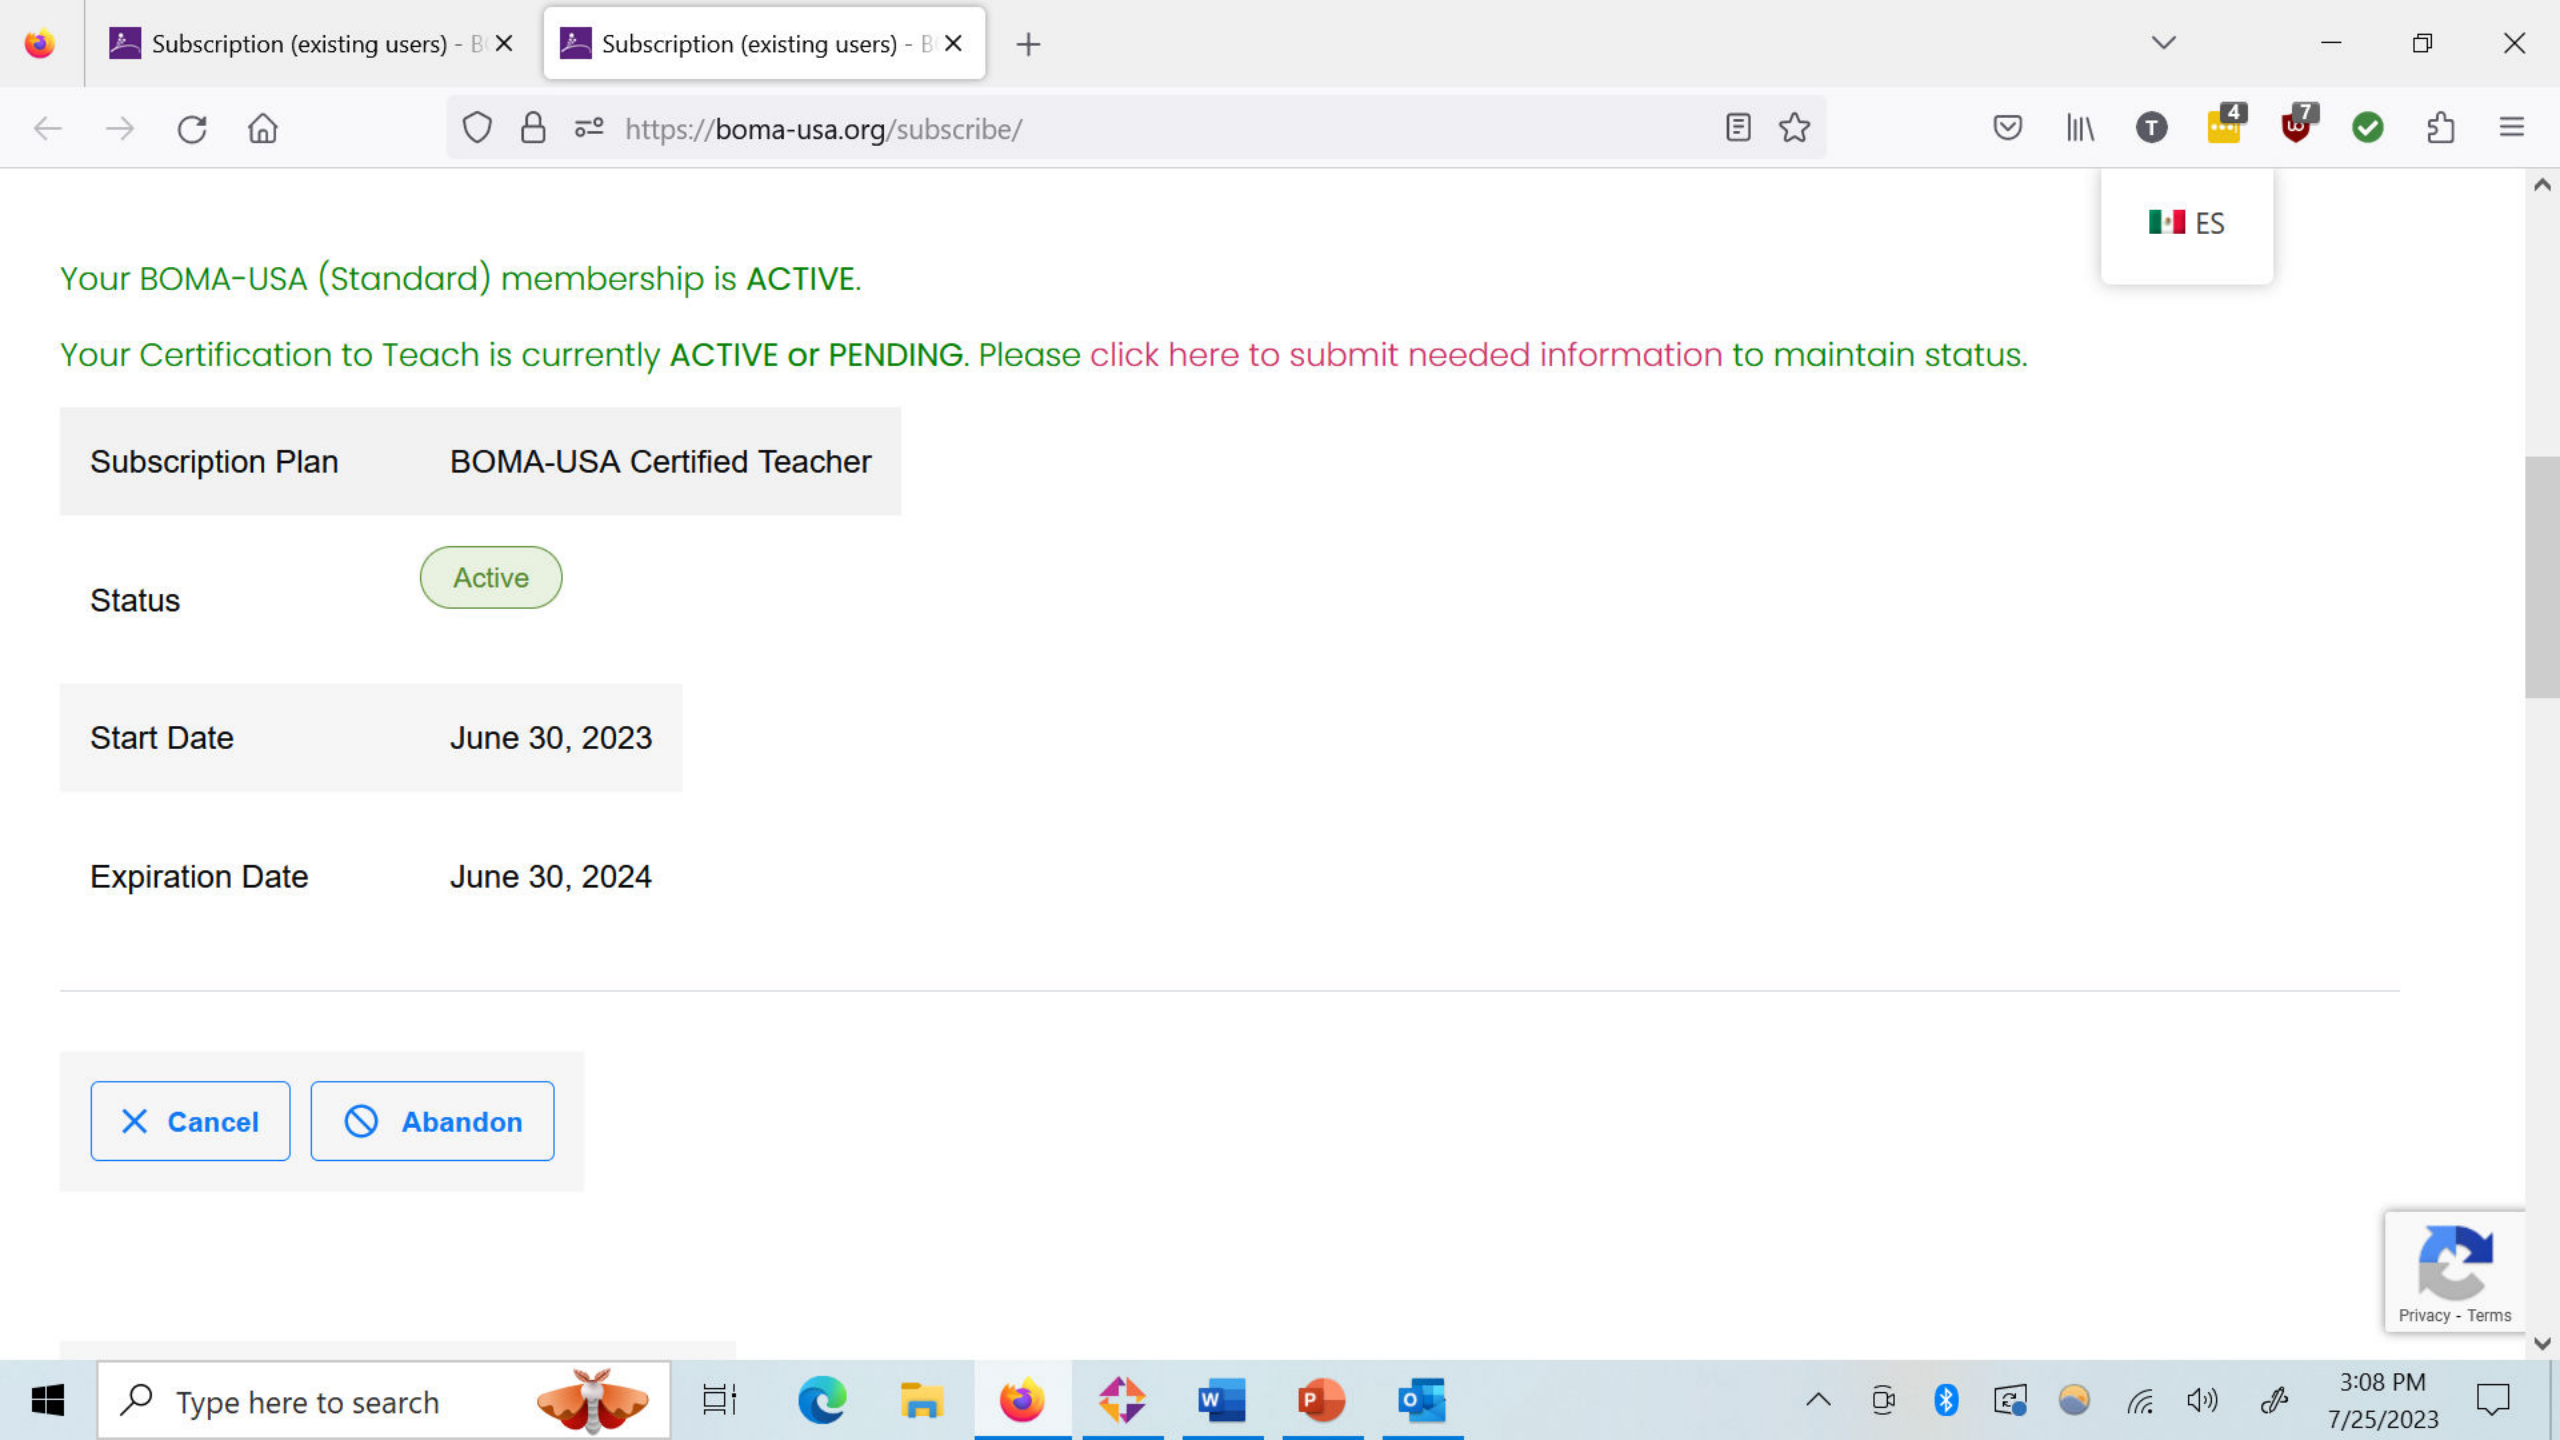 Subscription (existing users) - B
Subscription (existing users) - B
https://boma-usa.org/subscribe/
T
4
7
ES
Your BOMA-USA (Standard) membership is ACTIVE.
Your Certification to Teach is currently ACTIVE or PENDING. Please click here to submit needed information to maintain status.
Subscription Plan BOMA-USA Certified Teacher
Status Active
Start Date June 30, 2023
Expiration Date June 30, 2024
Cancel Abandon
Privacy - Terms
Type here to search
W
P
O
3:08 PM
7/25/2023